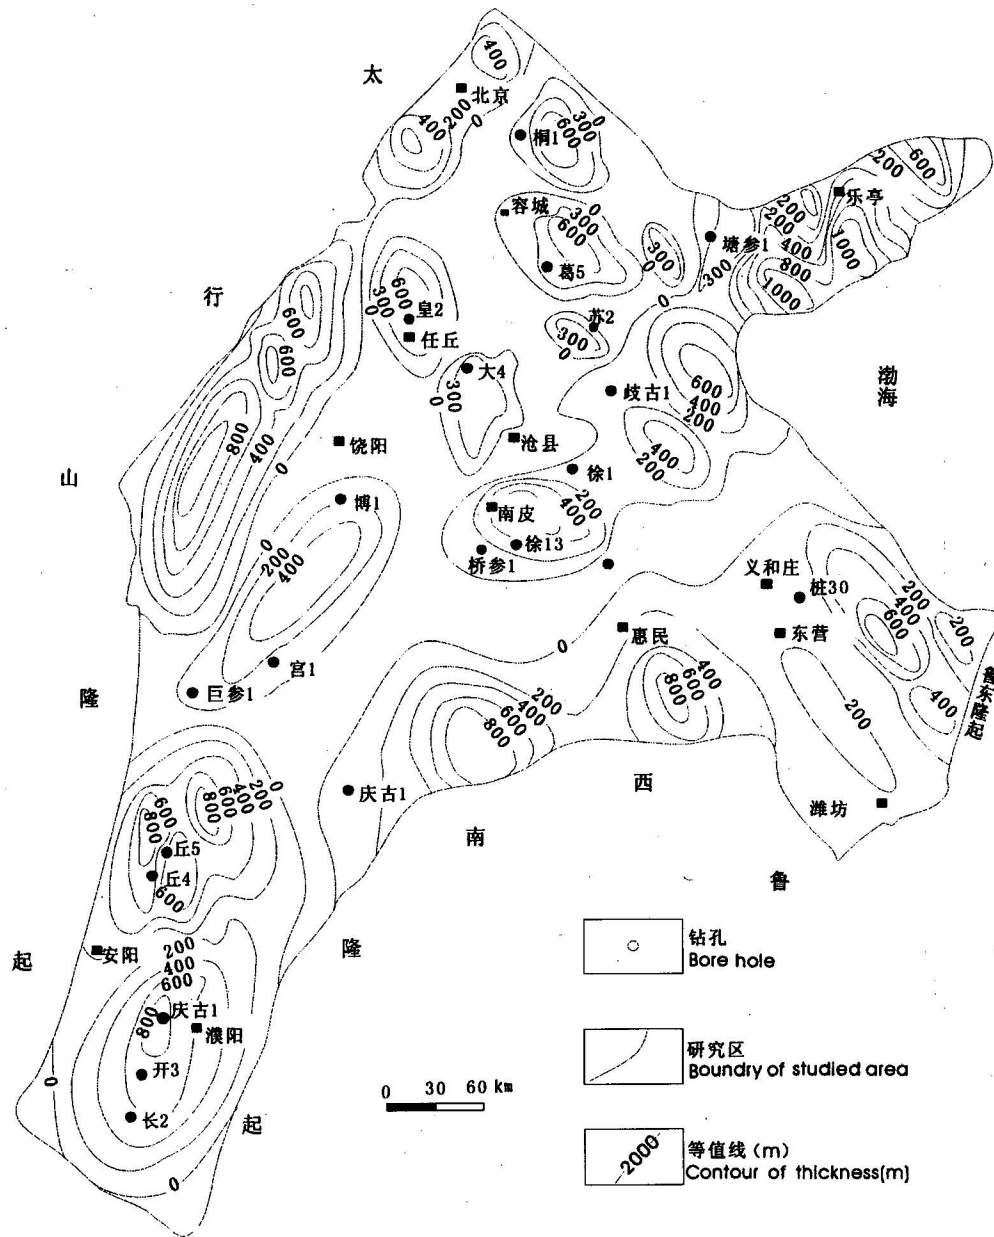 400
太
北京
200
0
400
0
300
600
桐1
200
600
乐亭
容城
0
300
600
葛5
300
0
塘参1
300
200
200
400
800
1000
1000
0
行
600
300
0
皇2
任丘
苏2
300
0
600
600
大4
300
0
歧古1
600
400
200
渤海
800
400
0
饶阳
沧县
400
200
山
徐1
博1
南皮
200
400
0
徐13
桥参1
0
200
400
义和庄
桩30
东营
200
400
600
200
惠民
0
宫1
巨参1
隆
400
600
800
200
400
600
800
200
400
鲁东隆起
0
200
400
600
800
600
800
庆古1
西
潍坊
南
丘5
丘4
600
鲁
安阳
起
200
400
600
隆
800
庆古1
濮阳
开3
0
长2
起
0
0 30 60 km
钻孔
Bore hole
研究区
Boundry of studied area
2000
等值线(m)
Contour of thickness(m)